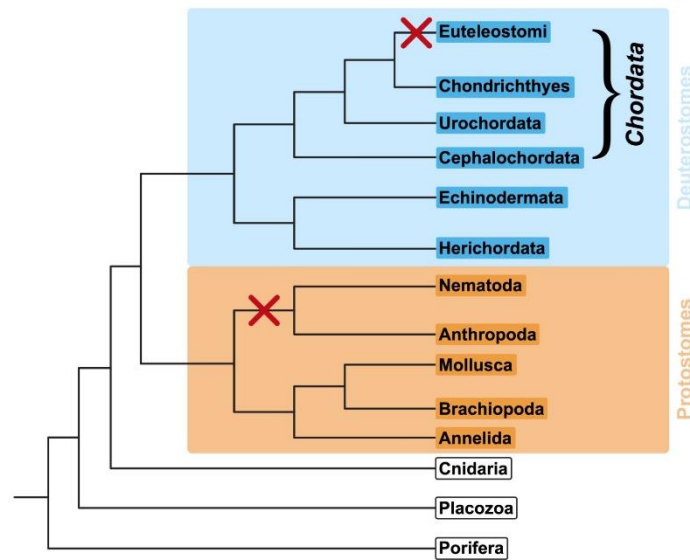 Euteleostomi
Chondrichthyes
Urochordata
Cephalochordata
Chordata
Echinodermata
Herichordata
Deuterostomes
Nematoda
Anthropoda
Mollusca
Brachiopoda
Annelida
Protostomes
Cnidaria
Placozoa
Porifera